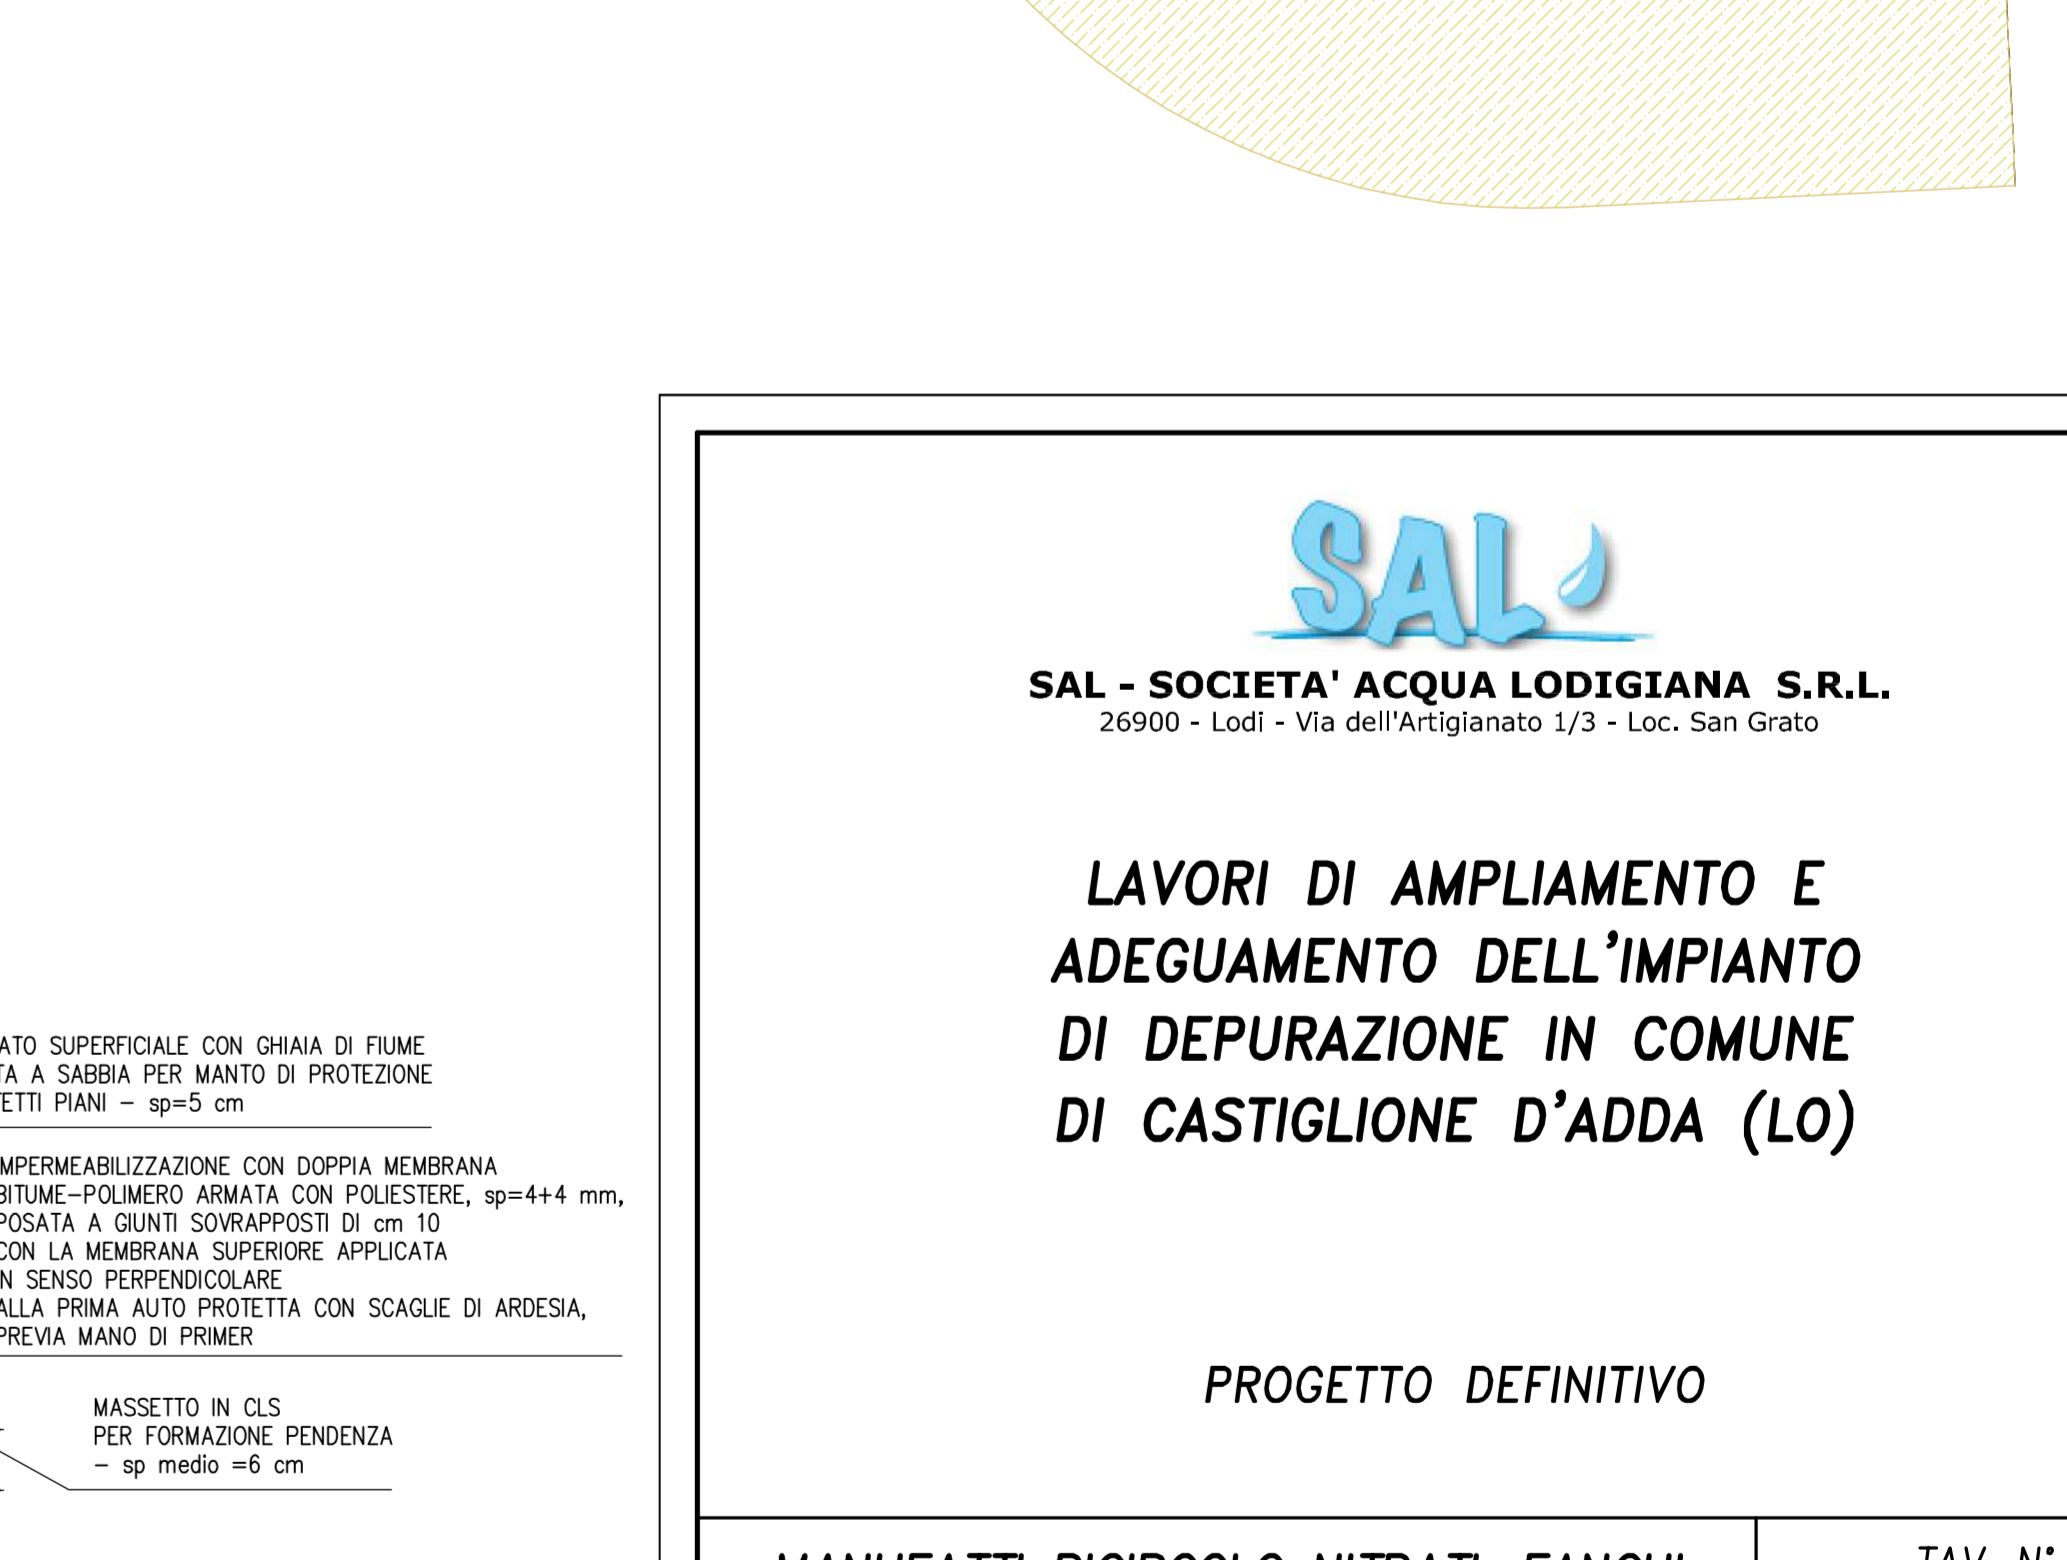 SAL
SAL - SOCIETA' ACQUA LODIGIANA S.R.L.
26900 - Lodi - Via dell'Artigianato 1/3 - Loc. San Grato
LAVORI DI AMPLIAMENTO E
ADEGUAMENTO DELL'IMPIANTO
DI DEPURAZIONE IN COMUNE
DI CASTIGLIONE D'ADDA (LO)
PROGETTO DEFINITIVO
ATO SUPERFICIALE CON GHIAIA DI FIUME
TA A SABBIA PER MANTO DI PROTEZIONE
ETTI PIANI – sp=5 cm
MPERMEABILIZZAZIONE CON DOPPIA MEMBRANA
BITUME–POLIMERO ARMATA CON POLIESTERE, sp=4+4 mm,
POSATA A GIUNTI SOVRAPPOSTI DI cm 10
CON LA MEMBRANA SUPERIORE APPLICATA
N SENSO PERPENDICOLARE
ALLA PRIMA AUTO PROTETTA CON SCAGLIE DI ARDESIA,
PREVIA MANO DI PRIMER
MASSETTO IN CLS
PER FORMAZIONE PENDENZA
– sp medio =6 cm
MANUFATTI RICIRCOLO NITRATI, FANGHI
TAV. N°